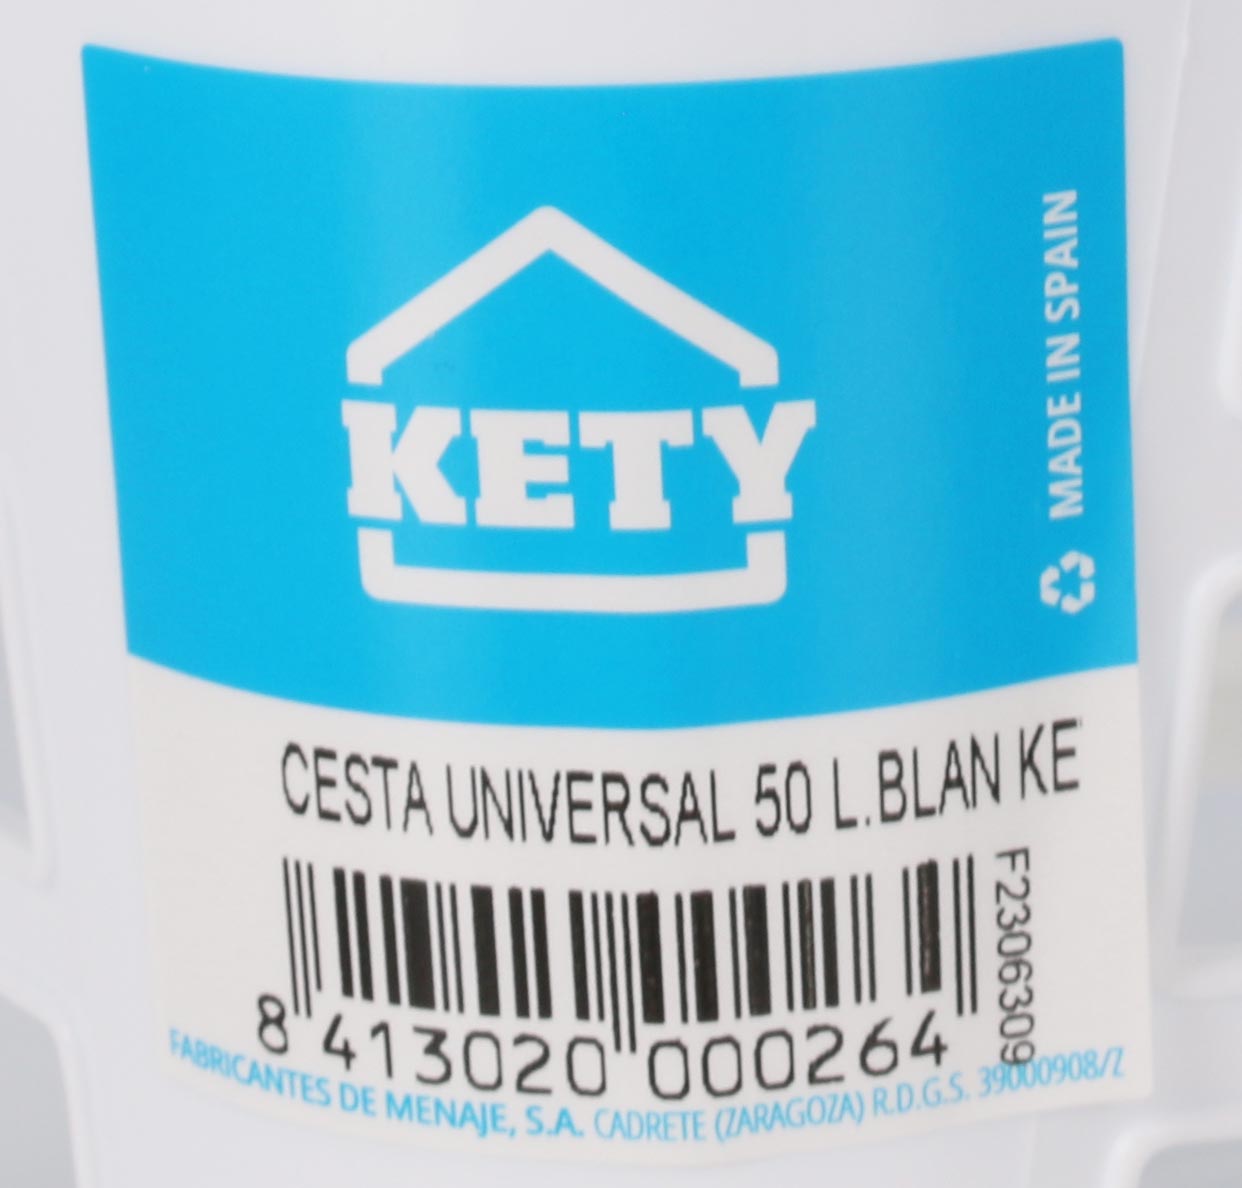 KETY
MADE IN SPAIN
CESTA UNIVERSAL 50 L.BLAN KE
F2306309
8 413020 000264
FABRICANTES DE MENAJE, S.A. CADRETE (ZARAGOZA) R.D.G.S. 39000908/Z